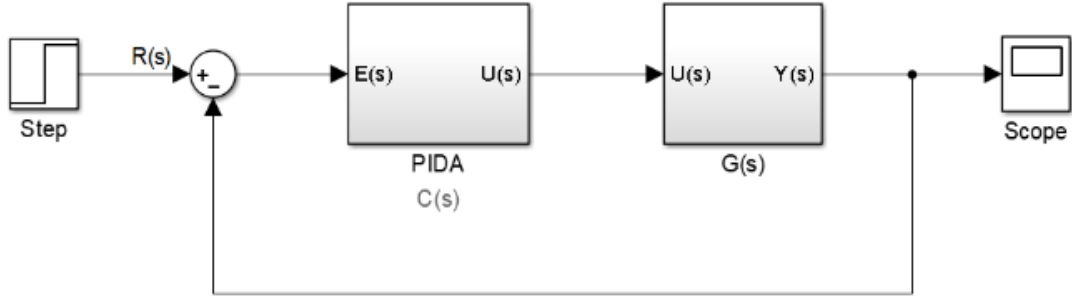 Step
R(s)
+
−
E(s)
U(s)
PIDA
C(s)
U(s)
Y(s)
G(s)
Scope